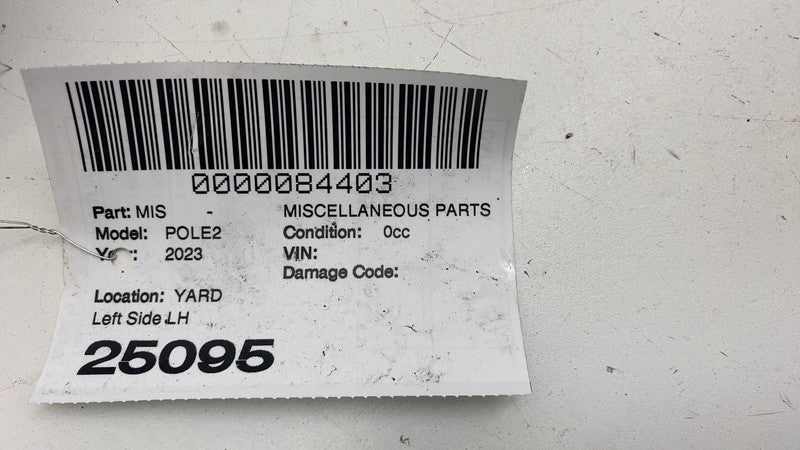 0000084403
Part: MIS - MISCELLANEOUS PARTS
Model: POLE2 Condition: 0cc
2023 VIN:
Damage Code:
Location: YARD
Left Side LH
25095